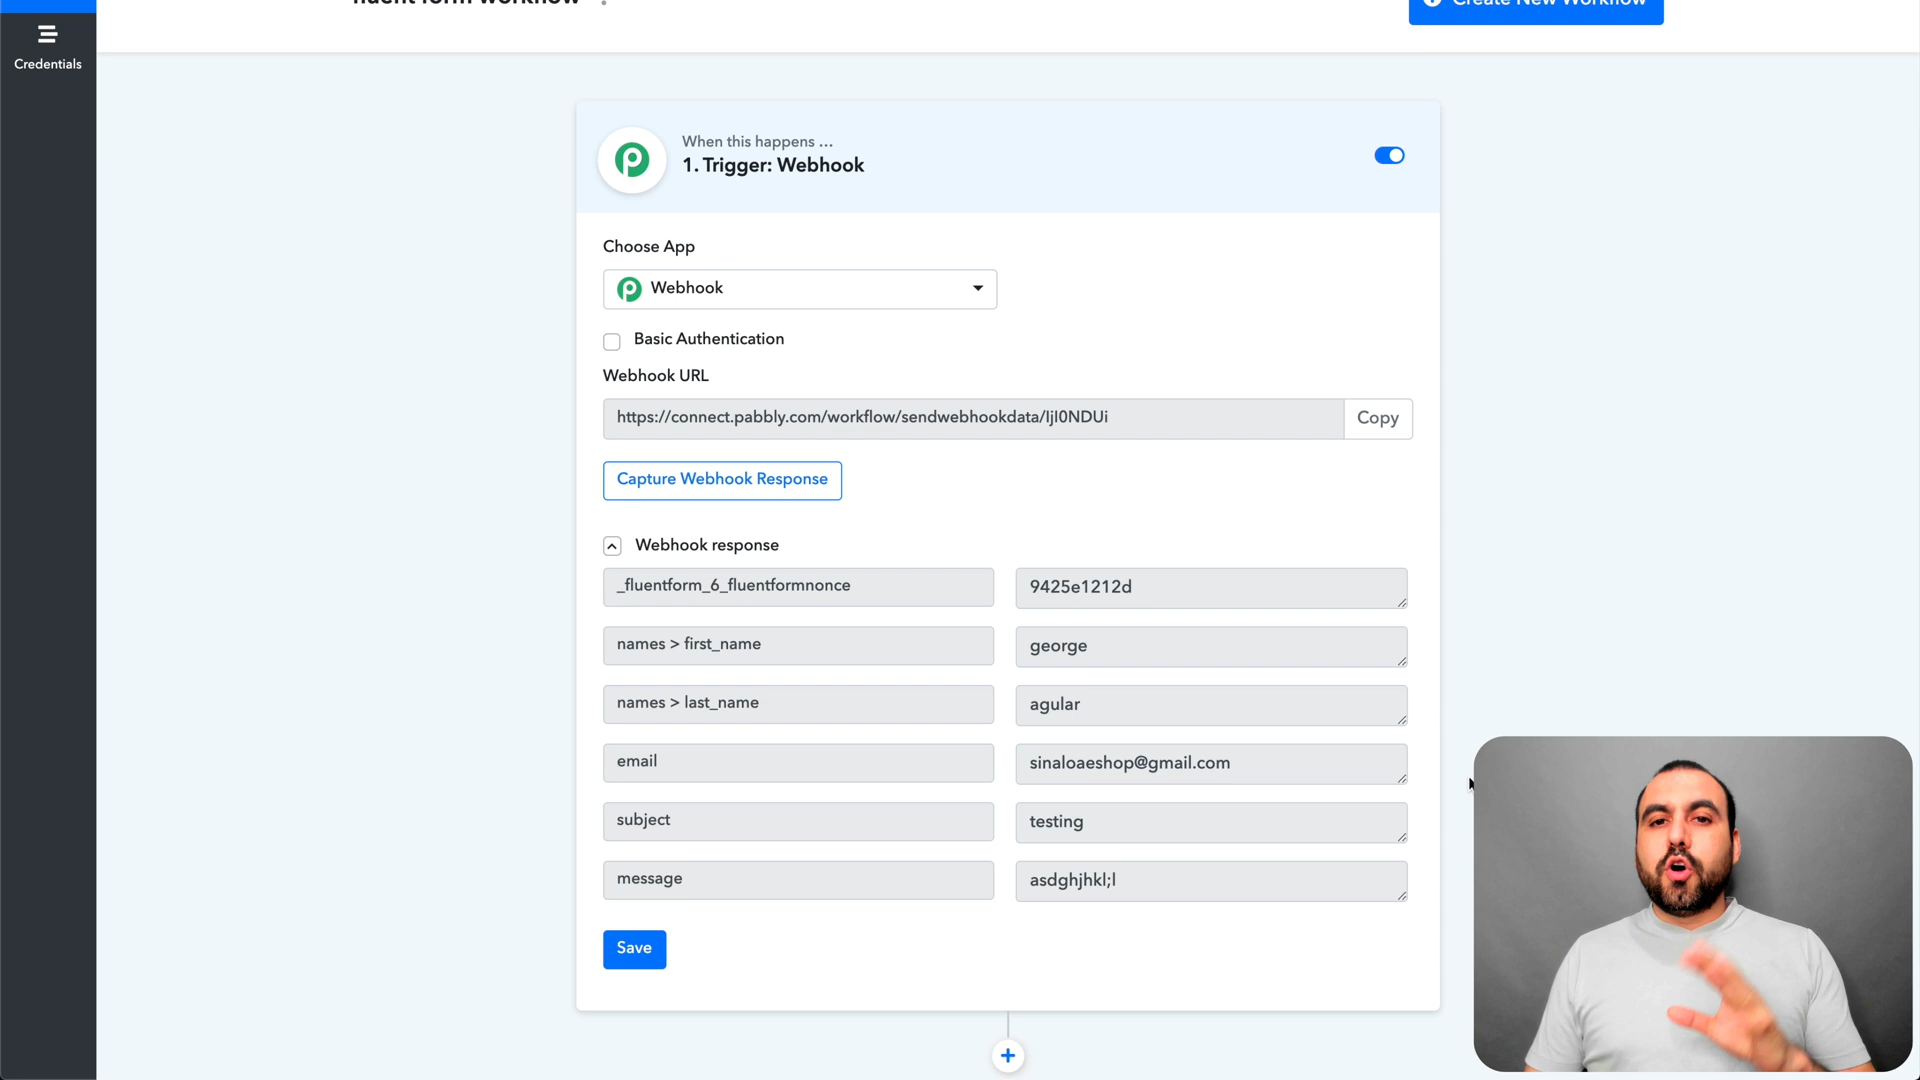 fluent form workflow
Create New Workflow
Credentials
When this happens ...
1. Trigger: Webhook
Choose App
Webhook
Basic Authentication
Webhook URL
https://connect.pabbly.com/workflow/sendwebhookdata/IjI0NDUi
Copy
Capture Webhook Response
Webhook response
_fluentform_6_fluentformnonce
9425e1212d
names > first_name
george
names > last_name
agular
email
sinaloaeshop@gmail.com
subject
testing
message
asdghjhkl;l
Save